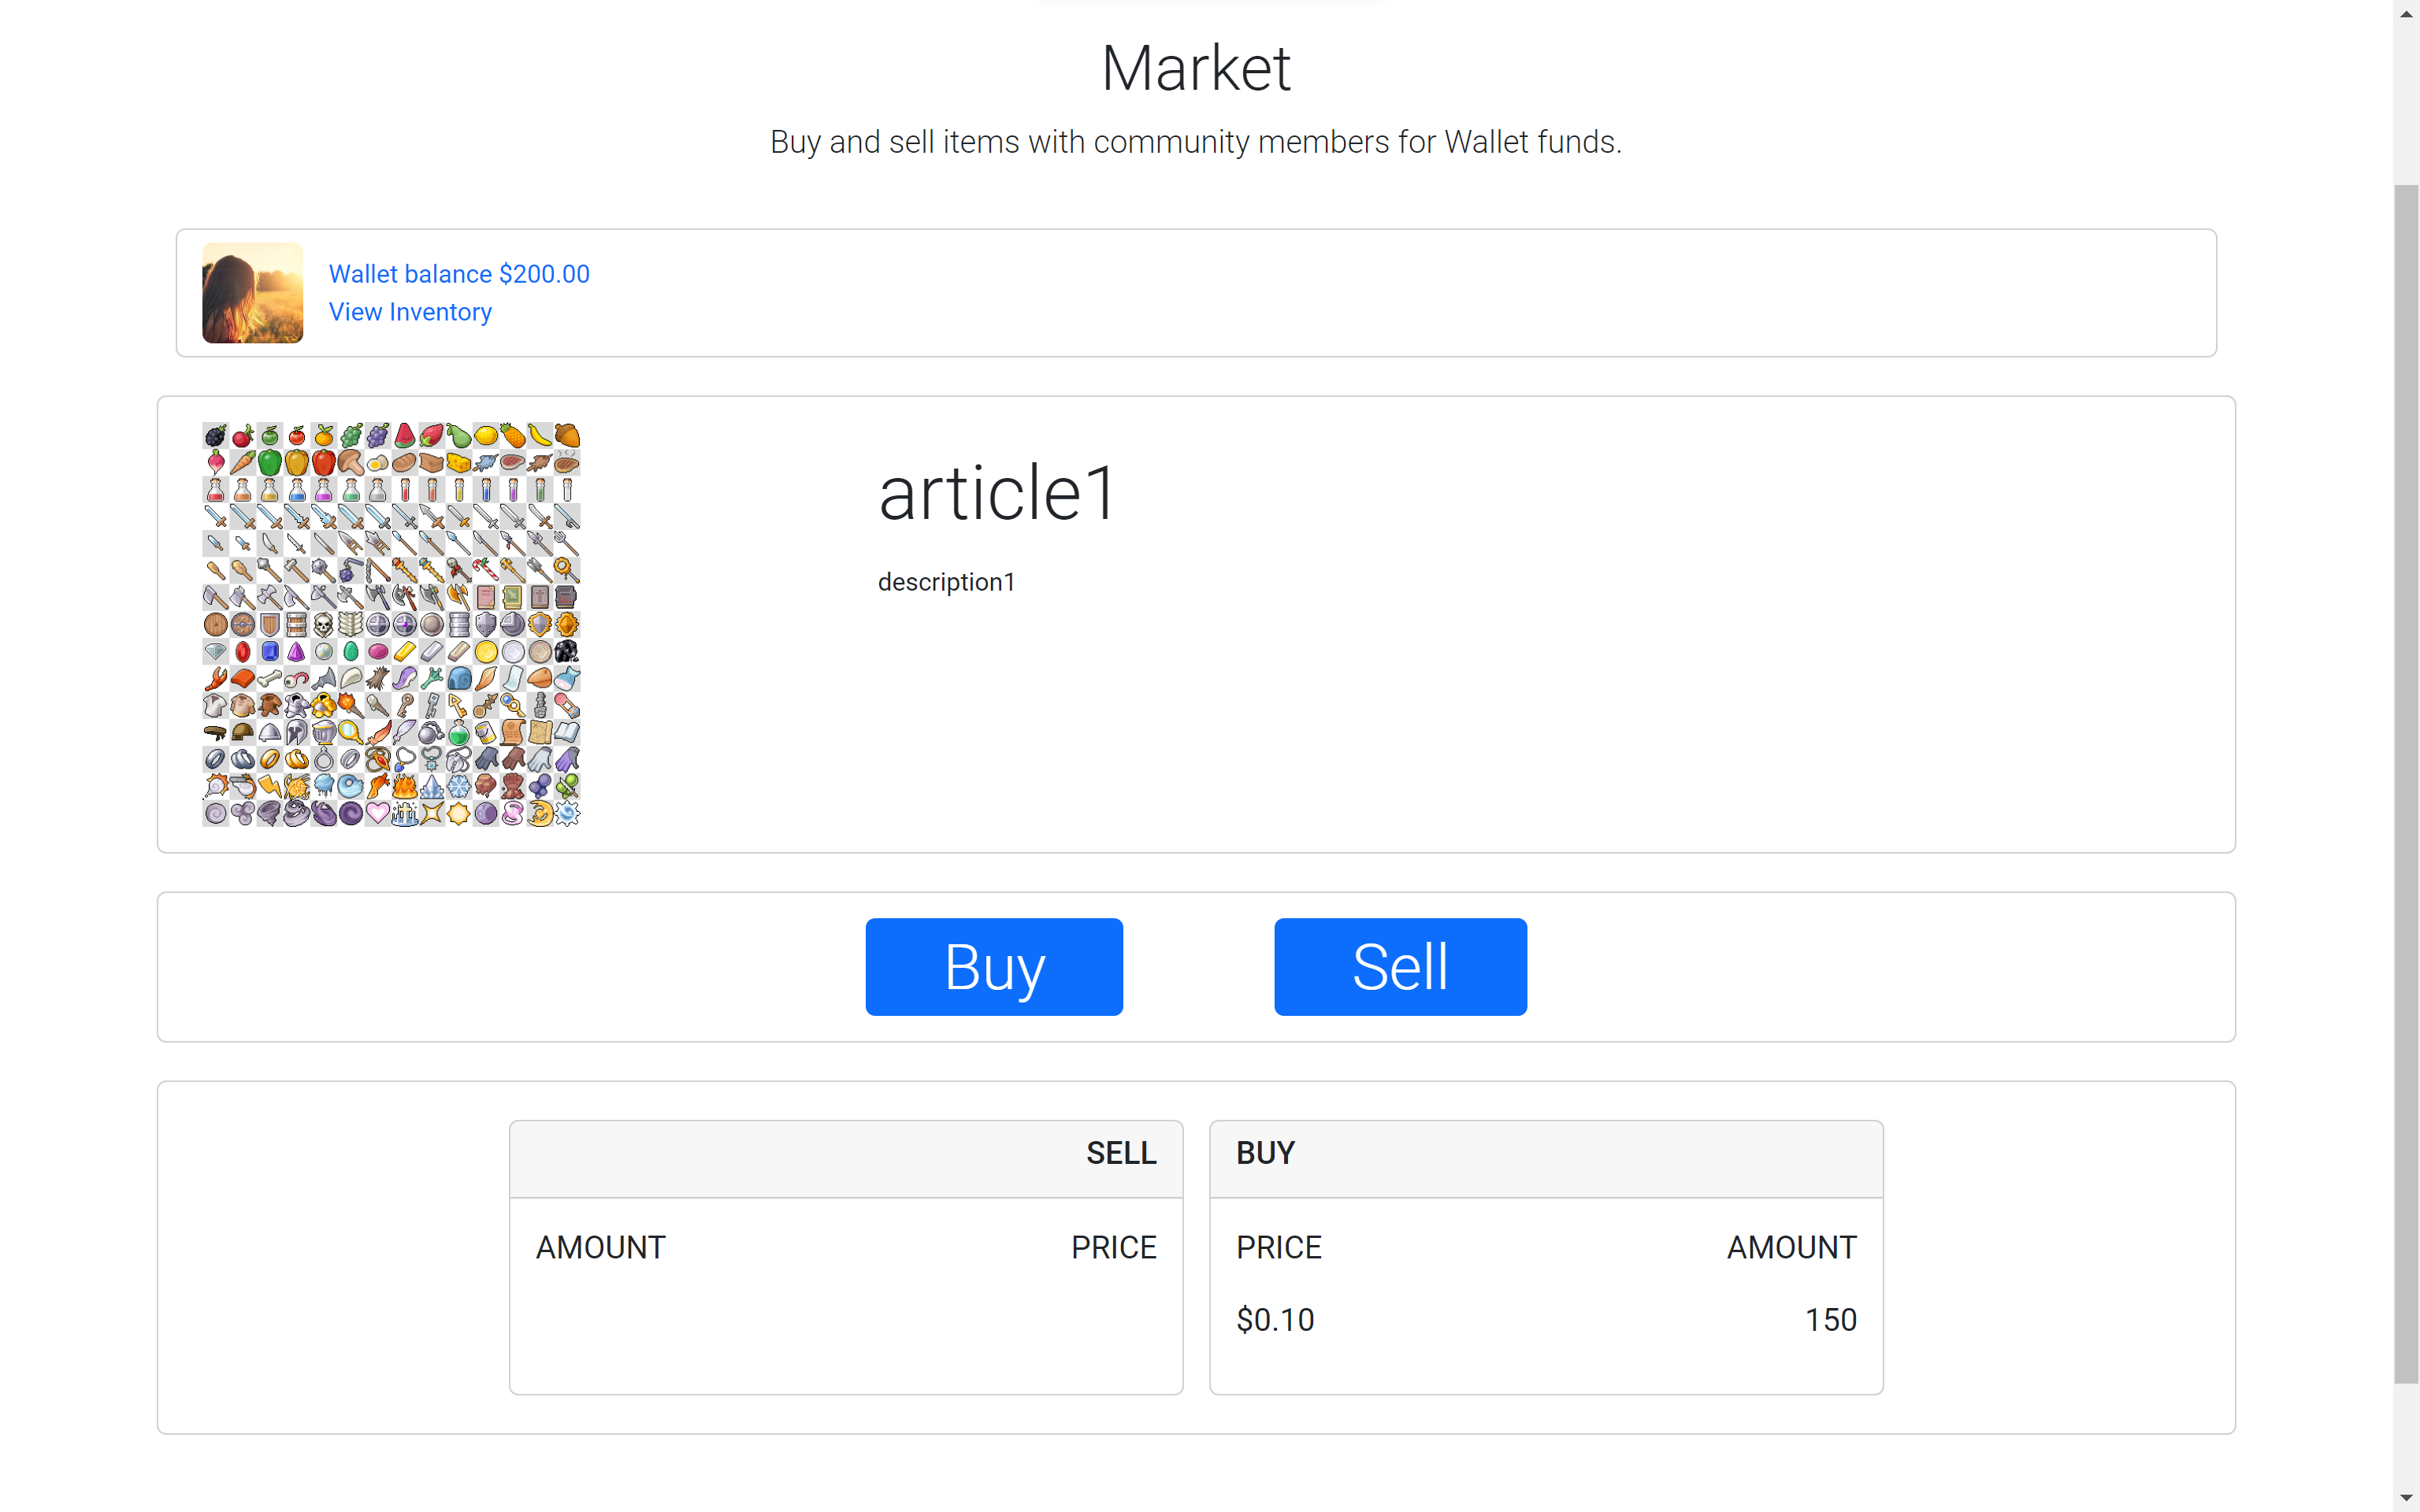 Market
Buy and sell items with community members for Wallet funds.
Wallet balance $200.00
View Inventory
article1
description1
Buy
Sell
SELL
AMOUNT PRICE
BUY
PRICE AMOUNT
$0.10 150